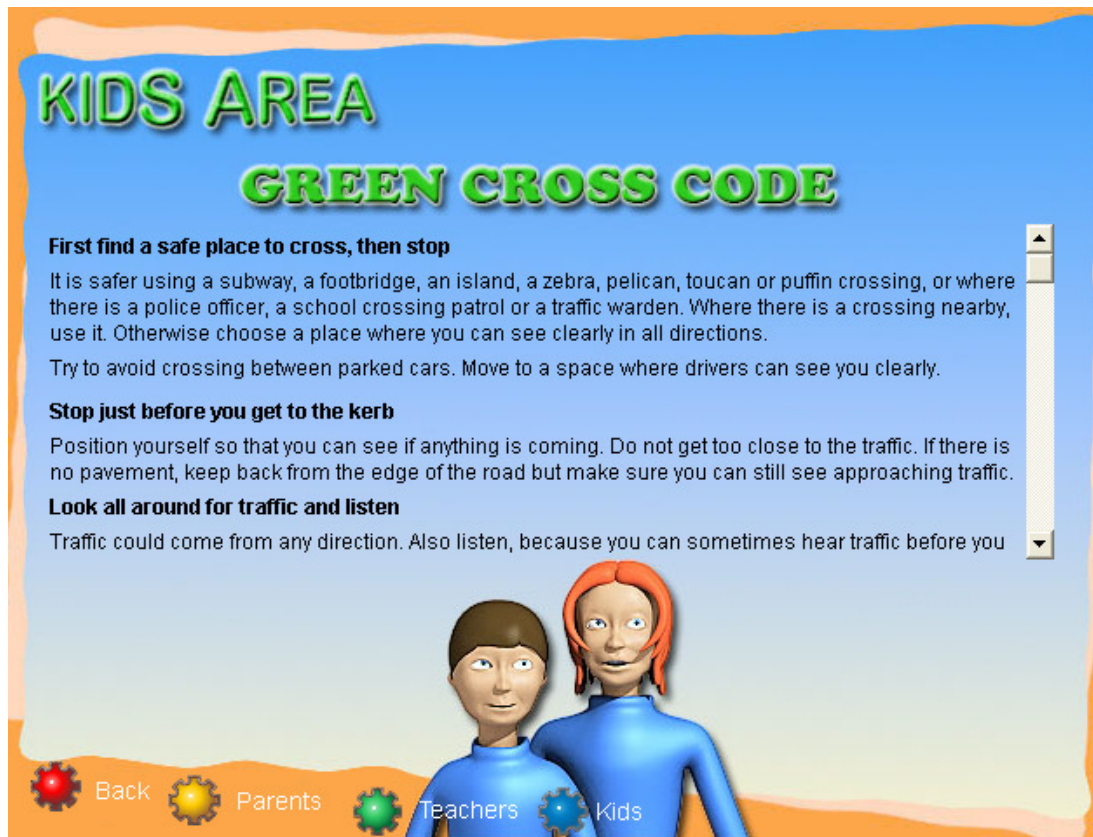 KIDS AREA
GREEN CROSS CODE
First find a safe place to cross, then stop
It is safer using a subway, a footbridge, an island, a zebra, pelican, toucan or puffin crossing, or where
there is a police officer, a school crossing patrol or a traffic warden. Where there is a crossing nearby,
use it. Otherwise choose a place where you can see clearly in all directions.
Try to avoid crossing between parked cars. Move to a space where drivers can see you clearly.
Stop just before you get to the kerb
Position yourself so that you can see if anything is coming. Do not get too close to the traffic. If there is
no pavement, keep back from the edge of the road but make sure you can still see approaching traffic.
Look all around for traffic and listen
Traffic could come from any direction. Also listen, because you can sometimes hear traffic before you
Back Parents Teachers Kids